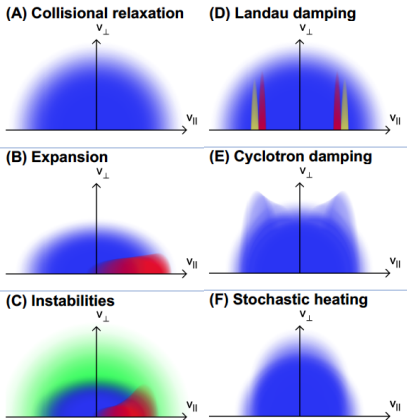 (A) Collisional relaxation
v⊥
v||
(B) Expansion
v⊥
v||
(C) Instabilities
v⊥
v||
(D) Landau damping
v⊥
v||
(E) Cyclotron damping
v⊥
v||
(F) Stochastic heating
v⊥
v||